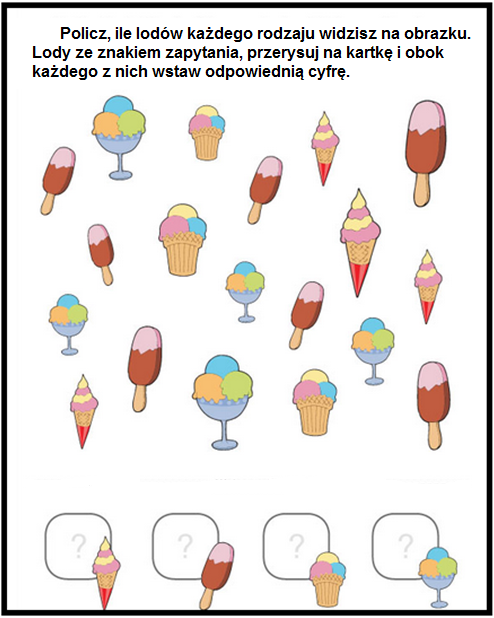 Policz, ile lodów każdego rodzaju widzisz na obrazku.
Lody ze znakiem zapytania, przerysuj na kartkę i obok
każdego z nich wstaw odpowiednią cyfrę.
? ? ? ?